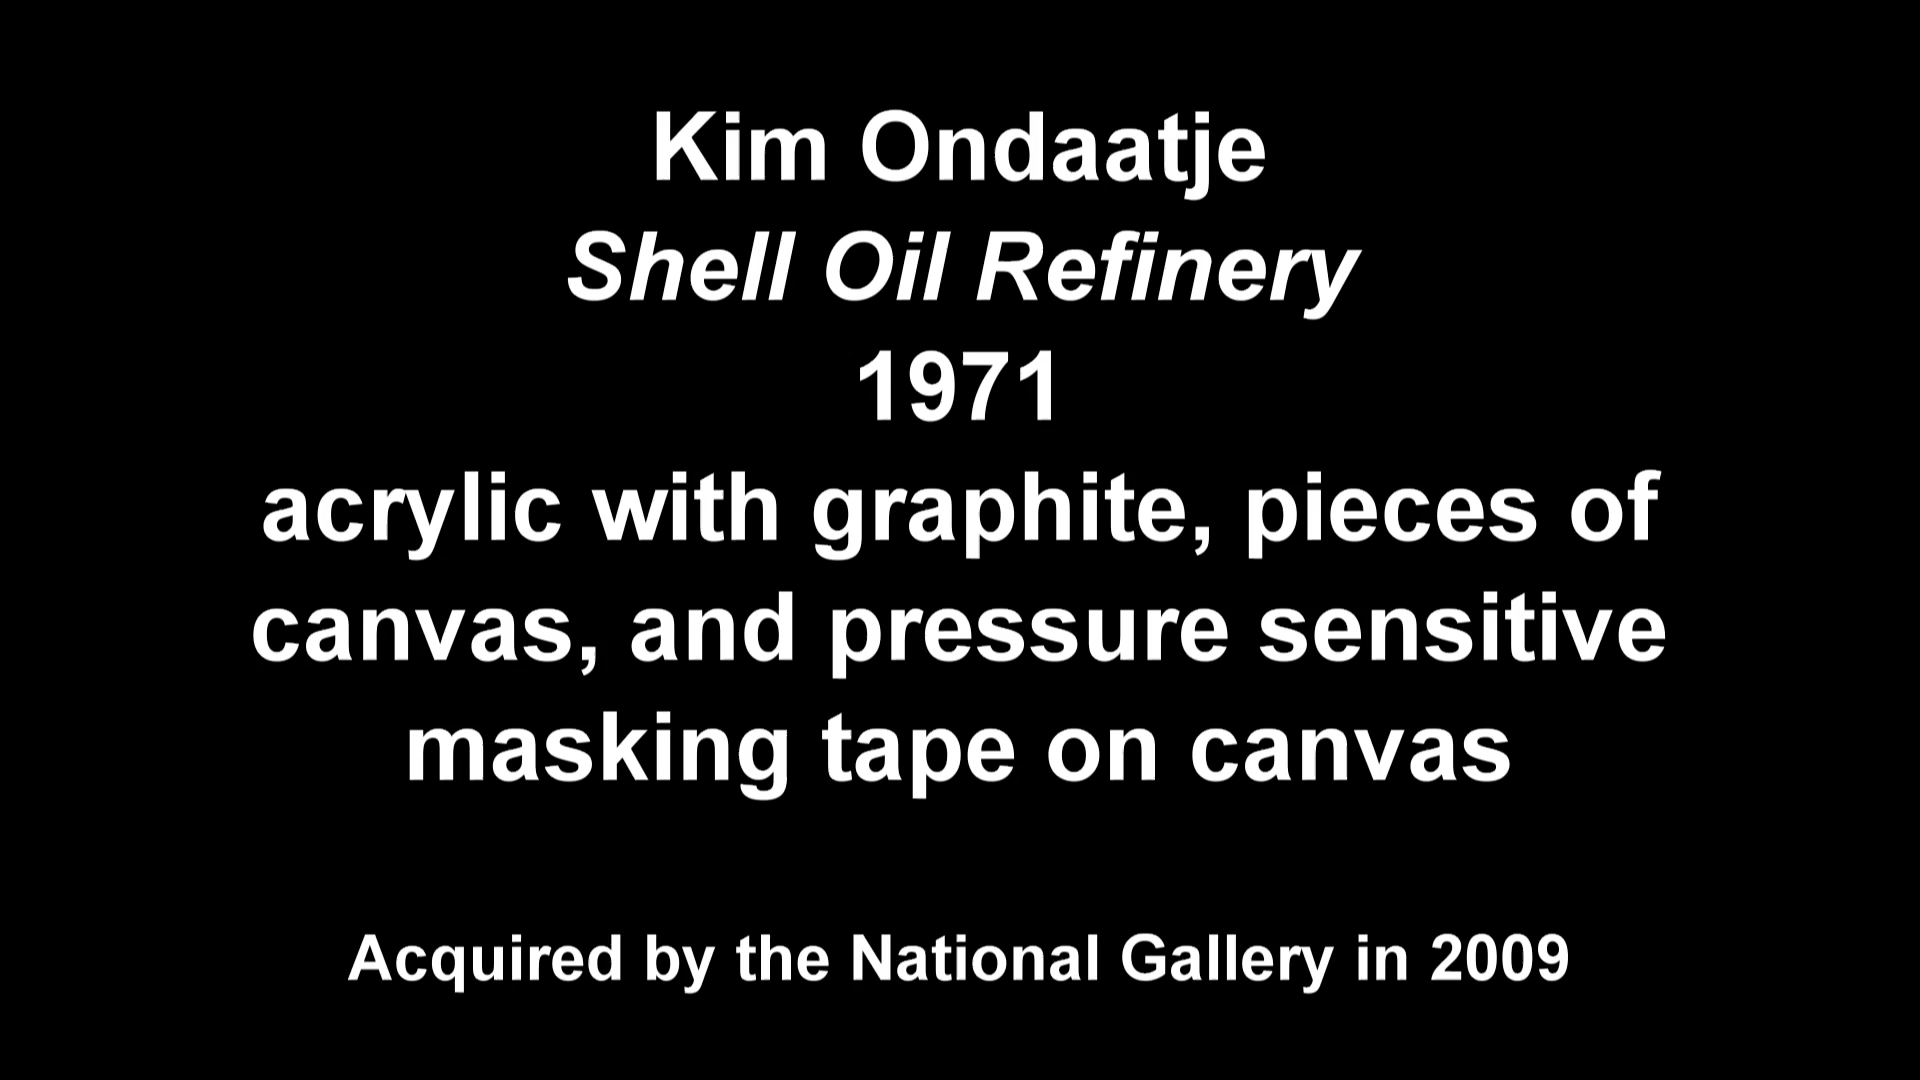 Kim Ondaatje
Shell Oil Refinery
1971
acrylic with graphite, pieces of
canvas, and pressure sensitive
masking tape on canvas
Acquired by the National Gallery in 2009